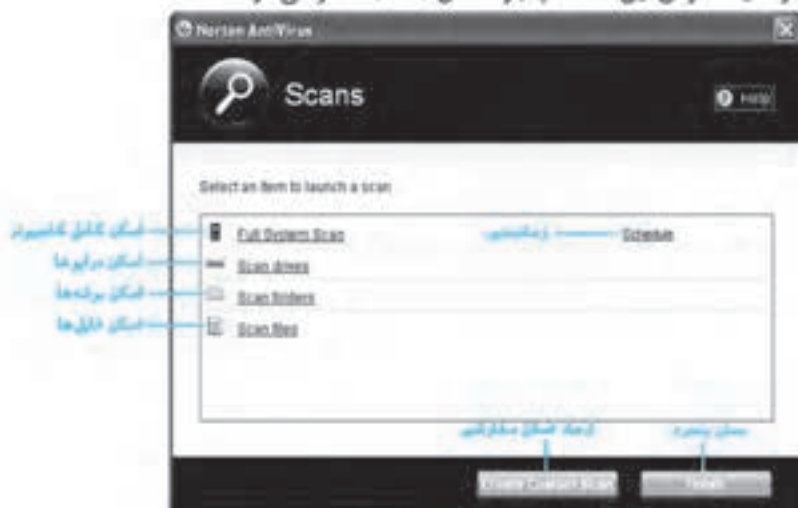 Norton AntiVirus
Scans
Help
Select an item to launch a scan
اسکن کامل کامپیوتر
Full System Scan
زمانبندی
Schedule
اسکن درایوها
Scan drives
اسکن پوشه‌ها
Scan folders
اسکن فایل‌ها
Scan files
ایجاد اسکن سفارشی
بستن پنجره
Create Custom Scan